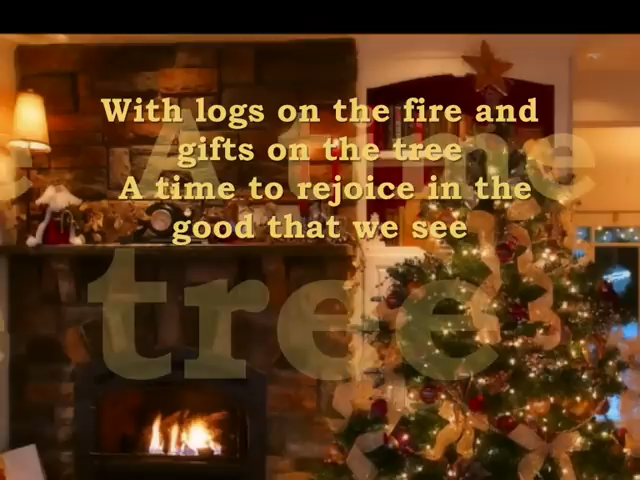 With logs on the fire and
gifts on the tree
A time to rejoice in the
good that we see
e A time
e tree